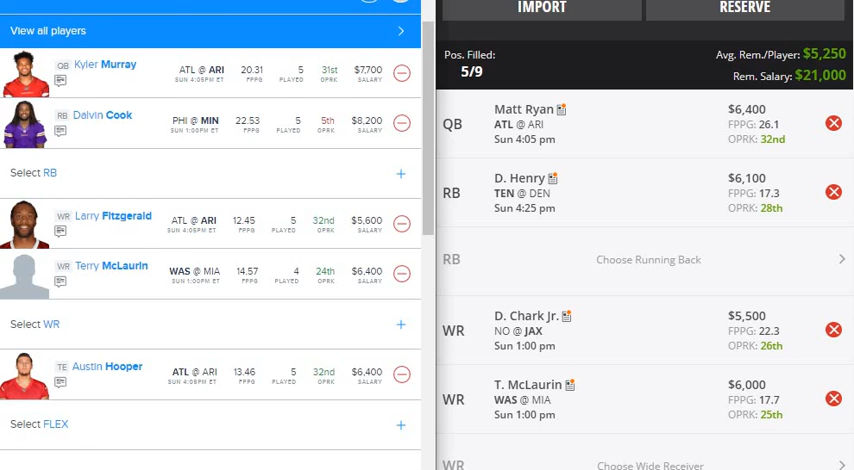 View all players
QB Kyler Murray ATL @ ARI 20.31 5 31st $7,700
SUN 4:05PM ET FPPG PLAYED OPRK SALARY
RB Dalvin Cook PHI @ MIN 22.53 5 5th $8,200
SUN 1:00PM ET FPPG PLAYED OPRK SALARY
Select RB
WR Larry Fitzgerald ATL @ ARI 12.45 5 32nd $5,600
SUN 4:05PM ET FPPG PLAYED OPRK SALARY
WR Terry McLaurin WAS @ MIA 14.57 4 24th $6,400
SUN 1:00PM ET FPPG PLAYED OPRK SALARY
Select WR
TE Austin Hooper ATL @ ARI 13.46 5 32nd $6,400
SUN 4:05PM ET FPPG PLAYED OPRK SALARY
Select FLEX
IMPORT RESERVE
Pos. Filled: Avg. Rem./Player: $5,250
5/9 Rem. Salary: $21,000
Matt Ryan $6,400
QB ATL @ ARI FPPG: 26.1
Sun 4:05 pm OPRK: 32nd
D. Henry $6,100
RB TEN @ DEN FPPG: 17.3
Sun 4:25 pm OPRK: 28th
RB Choose Running Back
D. Chark Jr. $5,500
WR NO @ JAX FPPG: 22.3
Sun 1:00 pm OPRK: 26th
T. McLaurin $6,000
WR WAS @ MIA FPPG: 17.7
Sun 1:00 pm OPRK: 25th
WR Choose Wide Receiver